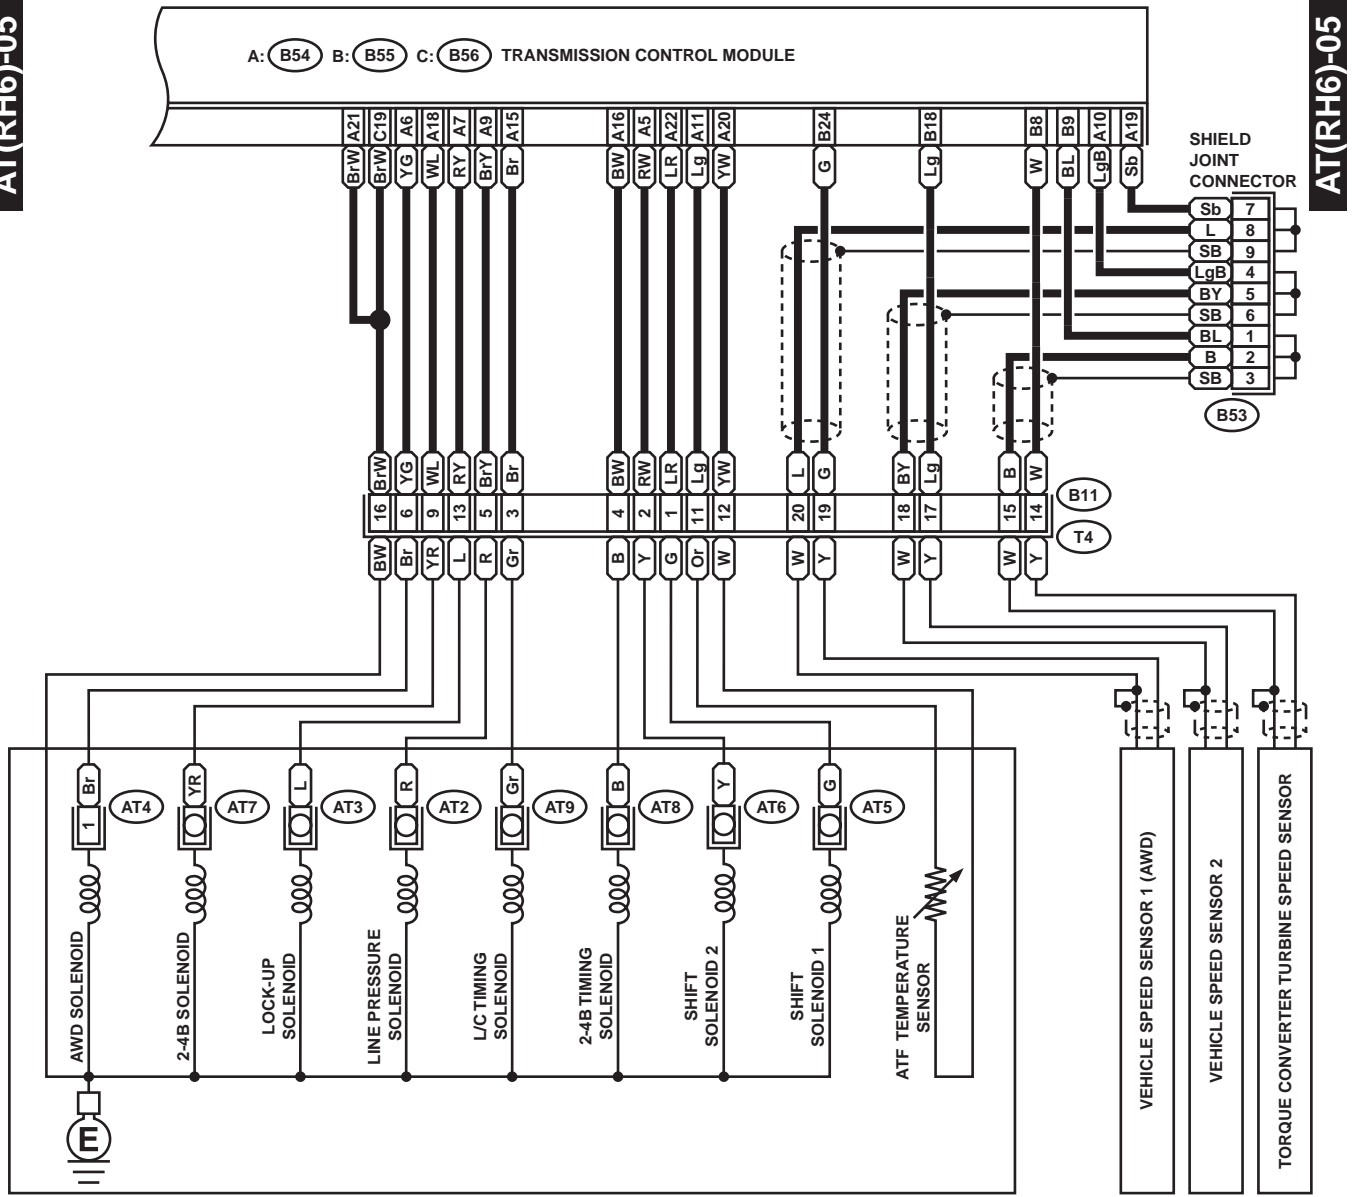 AT(RH6)-05
AT(RH6)-05
A: B54 B: B55 C: B56 TRANSMISSION CONTROL MODULE
A21 C19 A6 A18 A7 A9 A15 A16 A5 A22 A11 A20 B24 B18 B8 B9 A10 A19
BrW BrW YG WL RY BrY Br BW RW LR Lg YW G Lg W BL LgB Sb
SHIELD
JOINT
CONNECTOR
Sb 7
L 8
SB 9
LgB 4
BY 5
SB 6
BL 1
B 2
SB 3
B53
BrW YG WL RY BrY Br BW RW LR Lg YW L G BY Lg B W
16 6 9 13 5 3 4 2 1 11 12 20 19 18 17 15 14
B11
T4
BW Br YR L R Gr B Y G Or W W Y W Y W Y
Br YR L R Gr B Y G
1
AT4 AT7 AT3 AT2 AT9 AT8 AT6 AT5
AWD SOLENOID
2-4B SOLENOID
LOCK-UP
SOLENOID
LINE PRESSURE
SOLENOID
L/C TIMING
SOLENOID
2-4B TIMING
SOLENOID
SHIFT
SOLENOID 2
SHIFT
SOLENOID 1
ATF TEMPERATURE
SENSOR
VEHICLE SPEED SENSOR 1 (AWD)
VEHICLE SPEED SENSOR 2
TORQUE CONVERTER TURBINE SPEED SENSOR
E